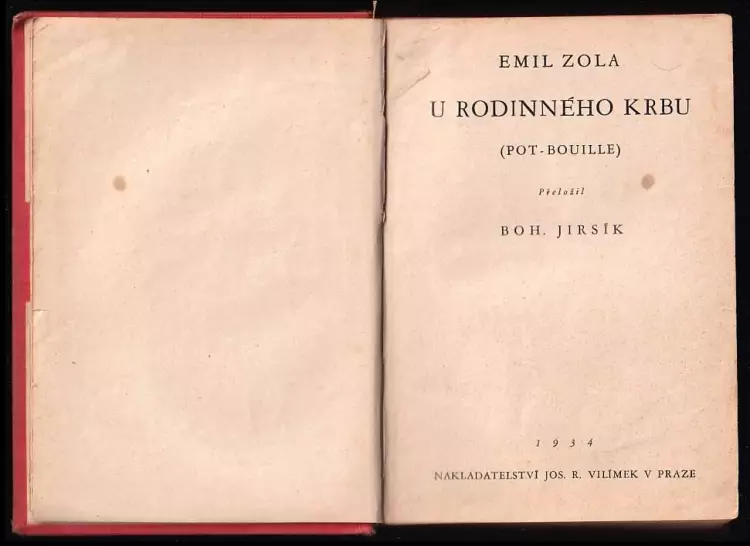 EMIL ZOLA
U RODINNÉHO KRBU
(POT-BOUILLE)
Přeložil
BOH. JIRSÍK
1934
NAKLADATELSTVÍ JOS. R. VILÍMEK V PRAZE